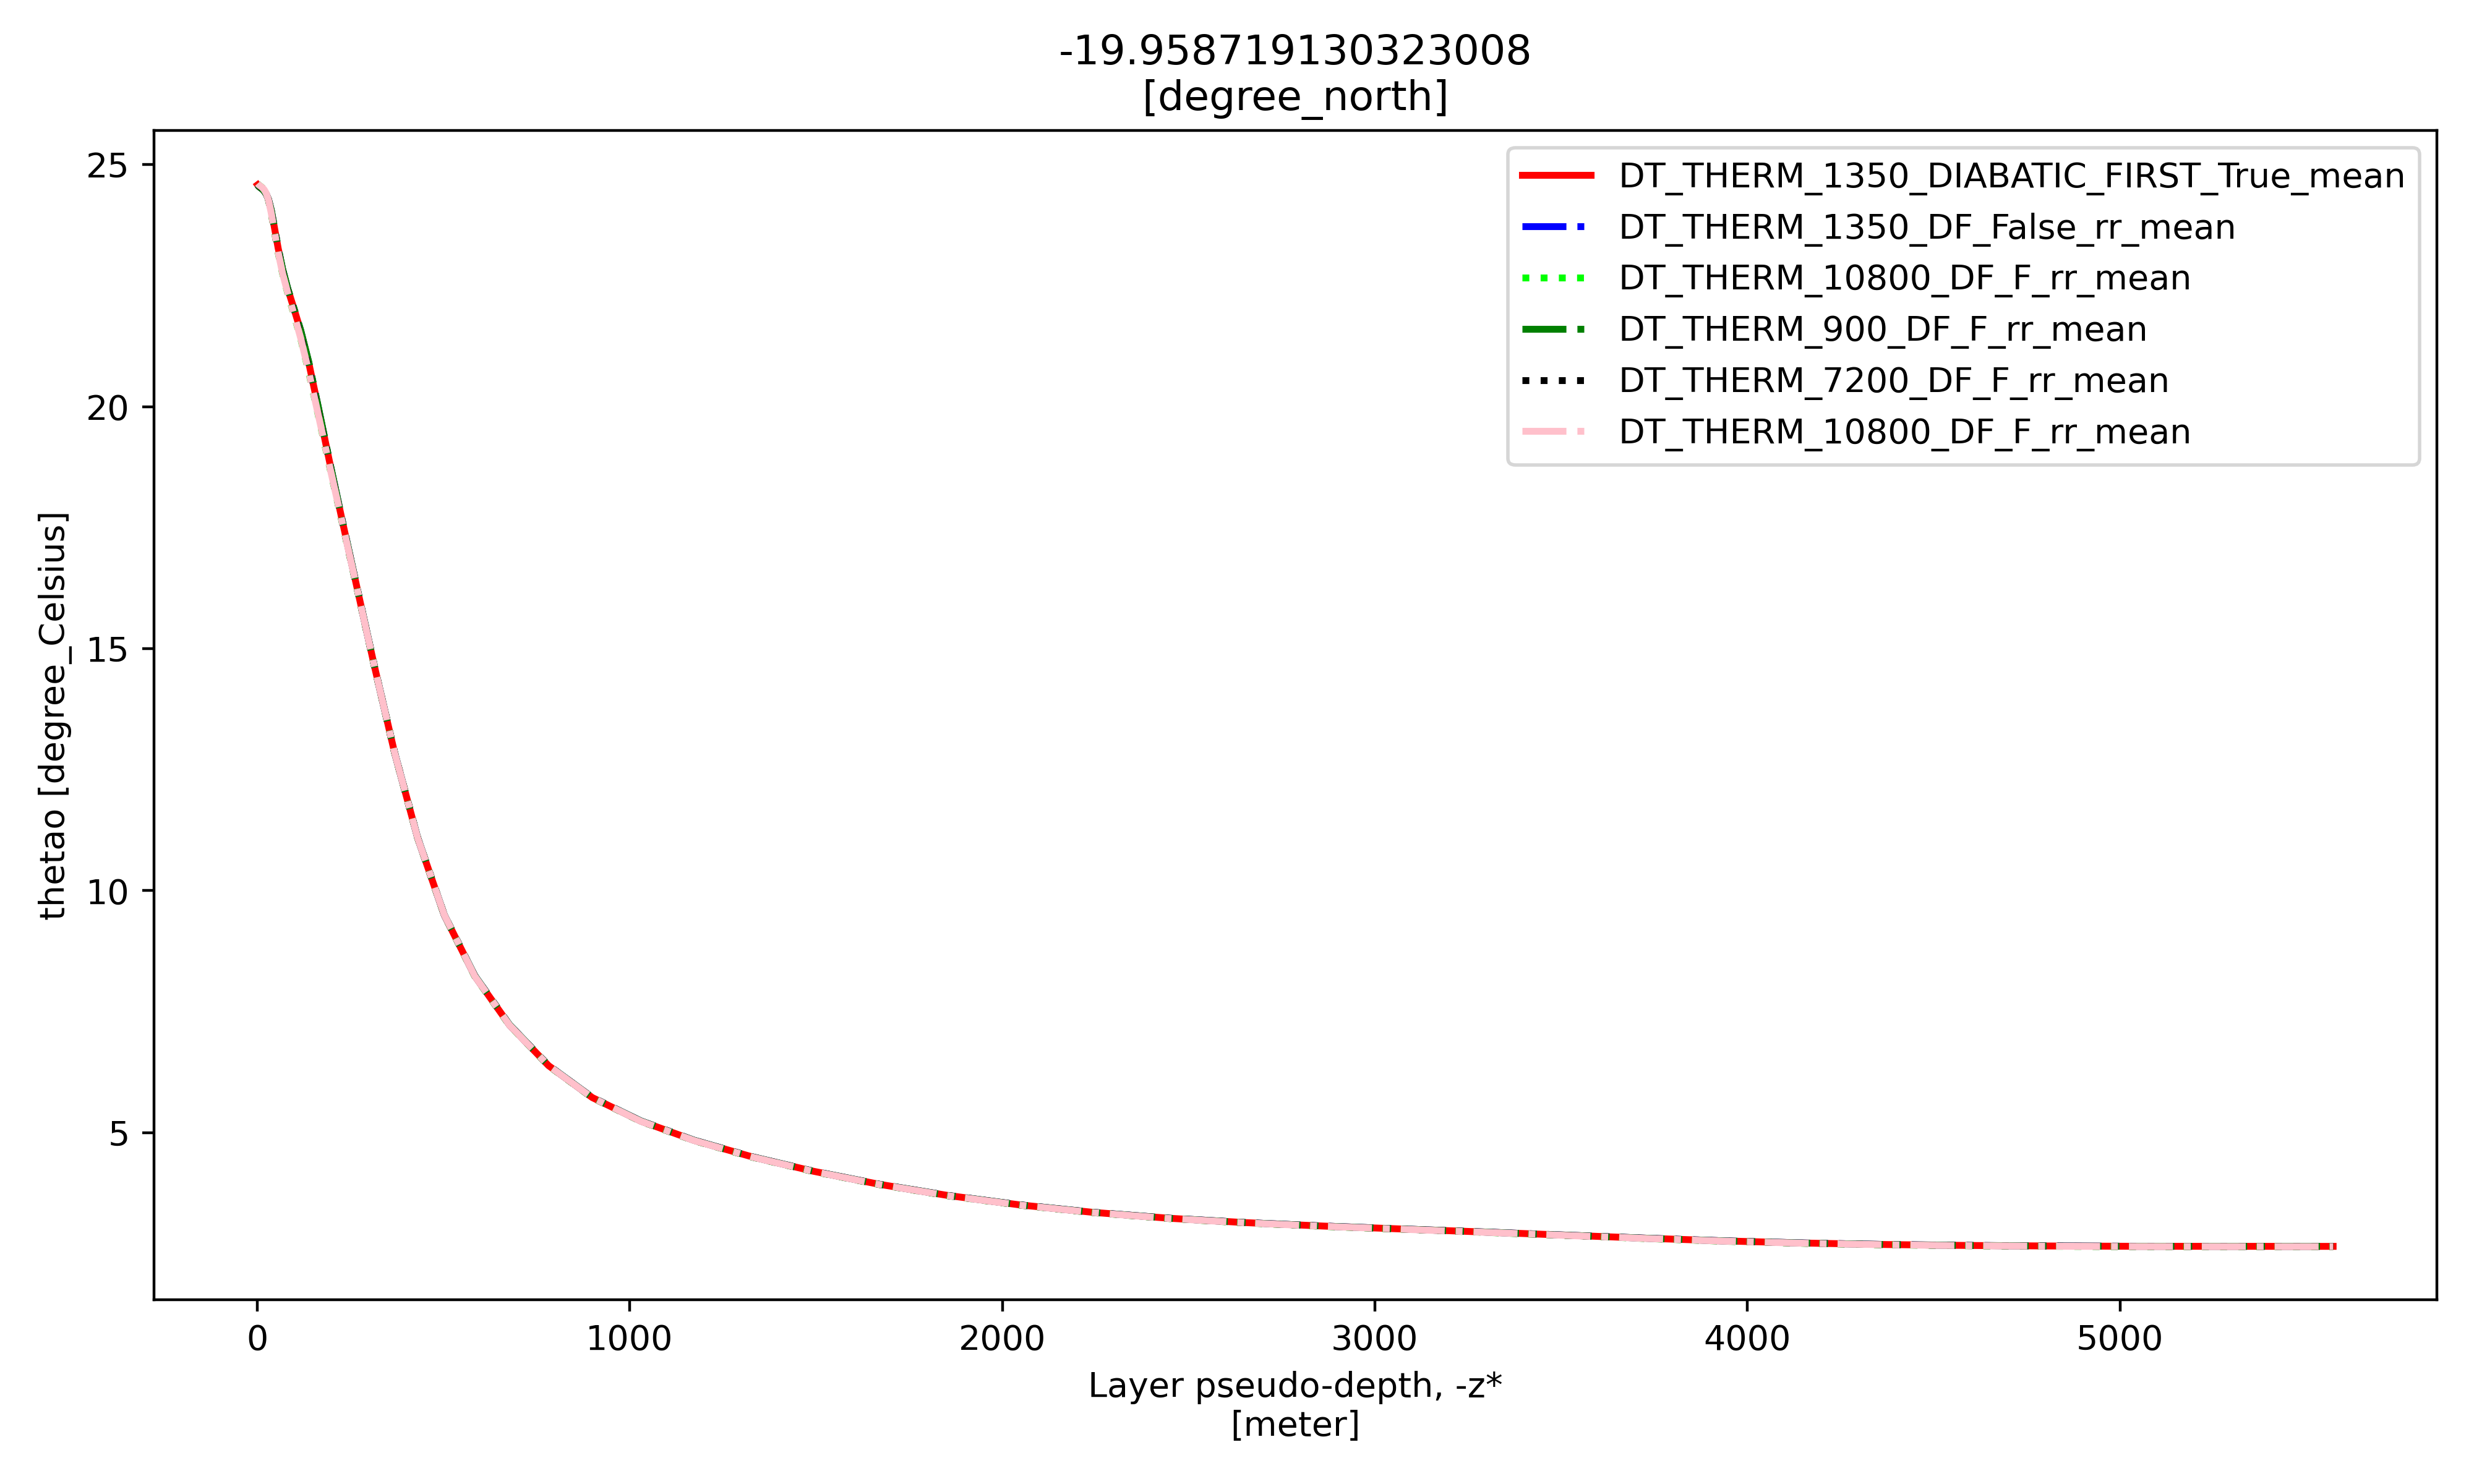 -19.958719130323008
[degree_north]
DT_THERM_1350_DIABATIC_FIRST_True_mean
DT_THERM_1350_DF_False_rr_mean
DT_THERM_10800_DF_F_rr_mean
DT_THERM_900_DF_F_rr_mean
DT_THERM_7200_DF_F_rr_mean
DT_THERM_10800_DF_F_rr_mean
thetao [degree_Celsius]
25
20
15
10
5
0 1000 2000 3000 4000 5000
Layer pseudo-depth, -z*
[meter]